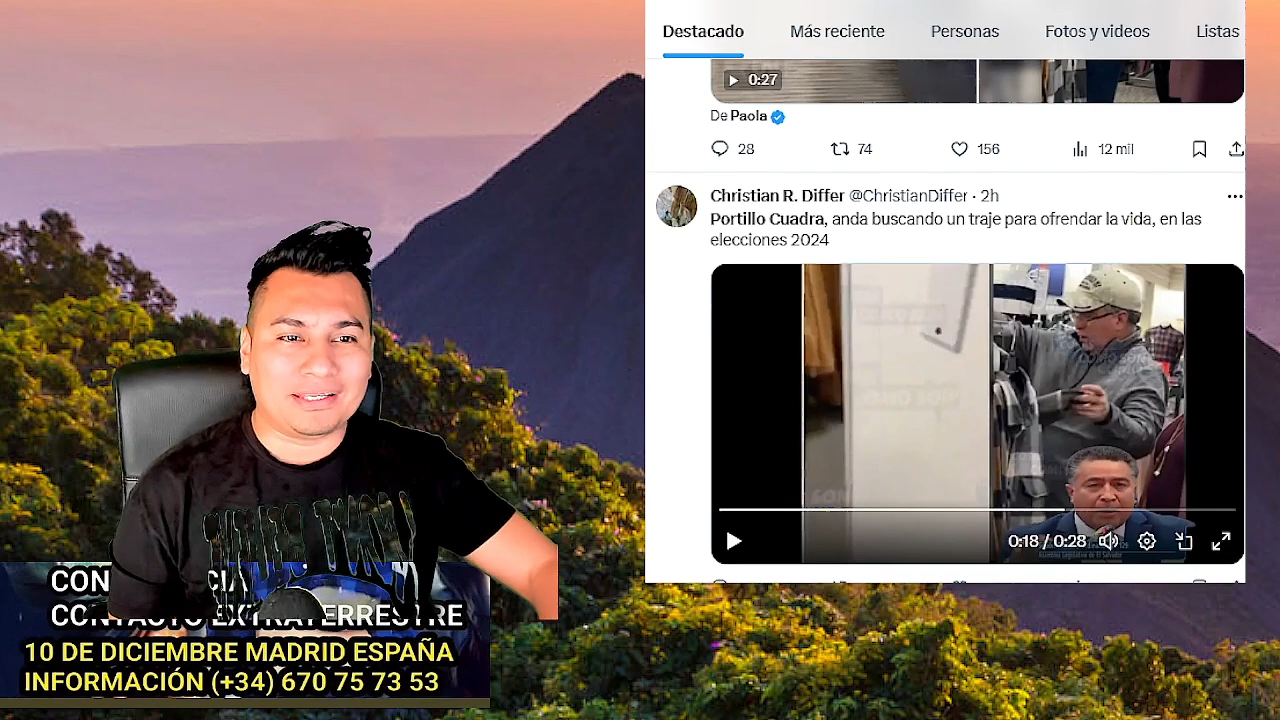 Destacado
Más reciente
Personas
Fotos y videos
Listas
0:27
De Paola
28
74
156
12 mil
Christian R. Differ @ChristianDiffer · 2h
Portillo Cuadra, anda buscando un traje para ofrendar la vida, en las
elecciones 2024
0:18 / 0:28
CONTACTO EXTRATERRESTRE
10 DE DICIEMBRE MADRID ESPAÑA
INFORMACIÓN (+34) 670 75 73 53